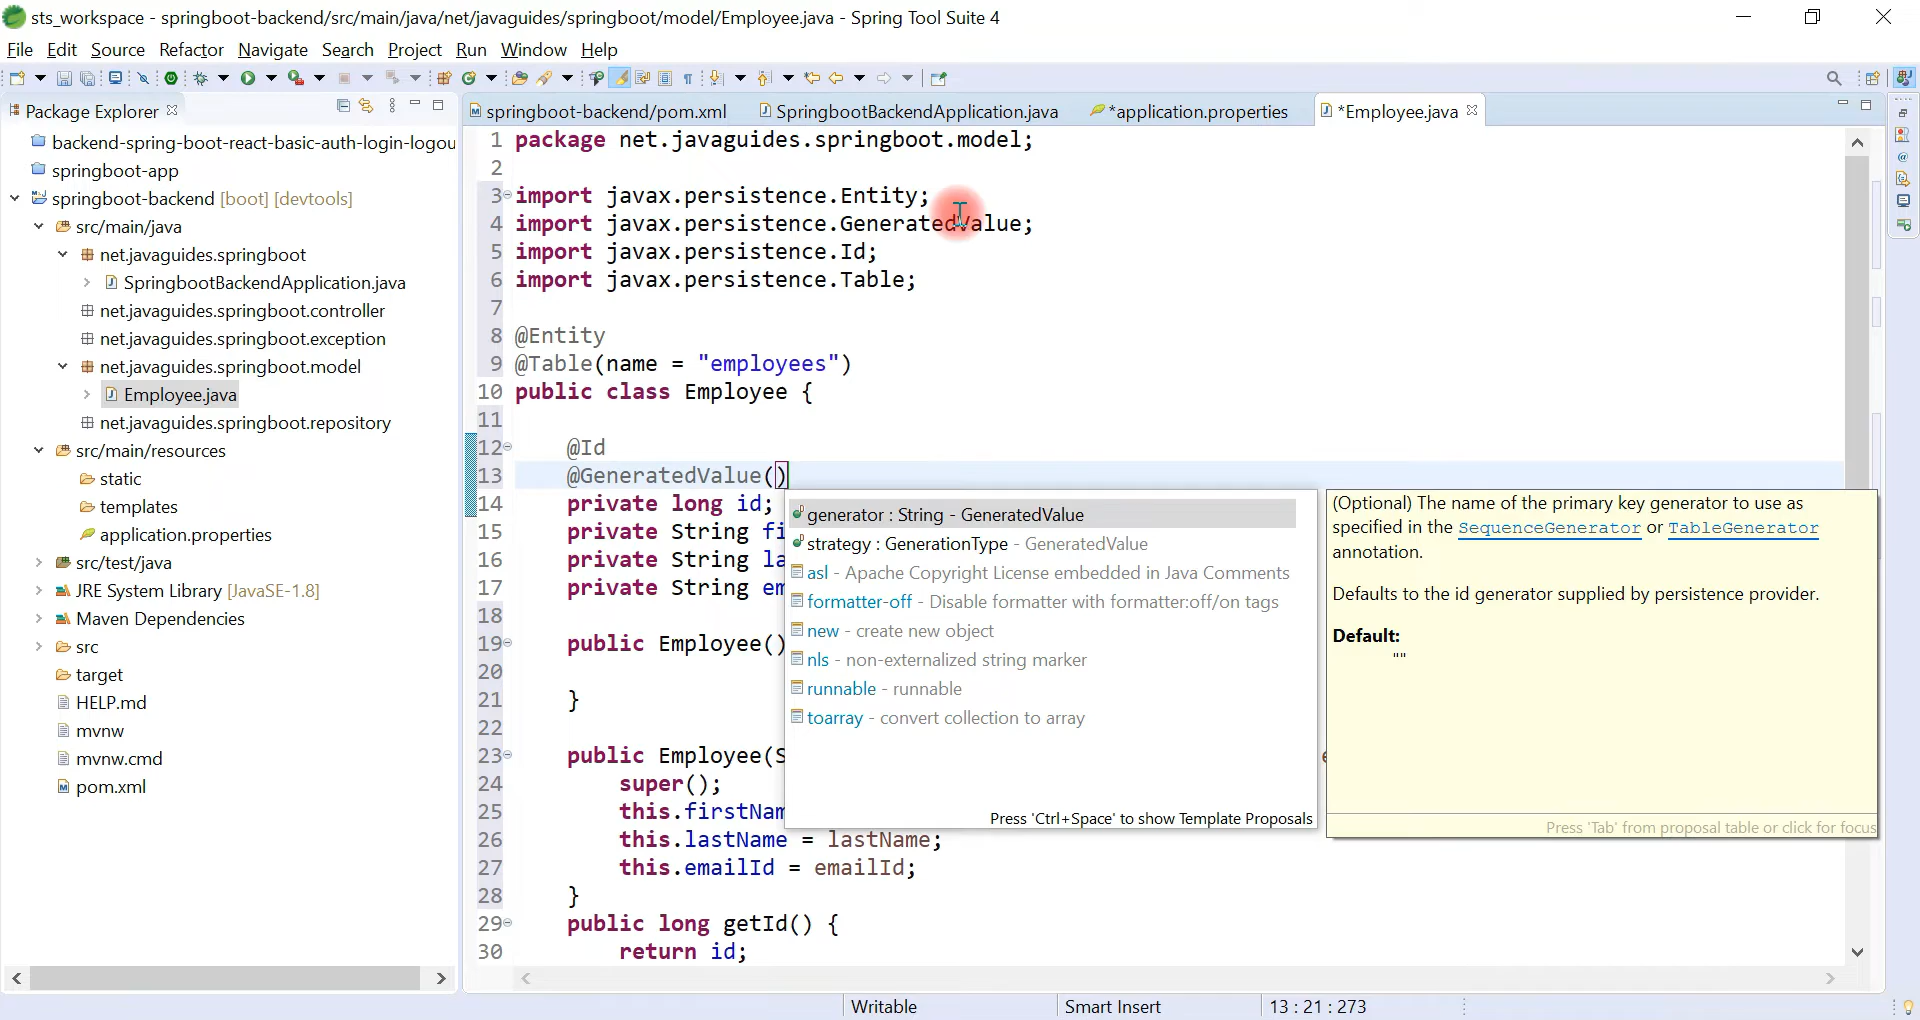 sts_workspace - springboot-backend/src/main/java/net/javaguides/springboot/model/Employee.java - Spring Tool Suite 4
File Edit Source Refactor Navigate Search Project Run Window Help
Package Explorer
backend-spring-boot-react-basic-auth-login-logou
springboot-app
springboot-backend [boot] [devtools]
src/main/java
net.javaguides.springboot
SpringbootBackendApplication.java
net.javaguides.springboot.controller
net.javaguides.springboot.exception
net.javaguides.springboot.model
Employee.java
net.javaguides.springboot.repository
src/main/resources
static
templates
application.properties
src/test/java
JRE System Library [JavaSE-1.8]
Maven Dependencies
src
target
HELP.md
mvnw
mvnw.cmd
pom.xml
springboot-backend/pom.xml SpringbootBackendApplication.java *application.properties *Employee.java
1 package net.javaguides.springboot.model;
2
3 import javax.persistence.Entity;
4 import javax.persistence.GeneratedValue;
5 import javax.persistence.Id;
6 import javax.persistence.Table;
7
8 @Entity
9 @Table(name = "employees")
10 public class Employee {
11
12 @Id
13 @GeneratedValue()
14 private long id;
15 private String fi
16 private String la
17 private String em
18
19 public Employee()
20
21 }
22
23 public Employee(S
24 super();
25 this.firstNam
26 this.lastName = lastName;
27 this.emailId = emailId;
28 }
29 public long getId() {
30 return id;
generator : String - GeneratedValue
strategy : GenerationType - GeneratedValue
asl - Apache Copyright License embedded in Java Comments
formatter-off - Disable formatter with formatter:off/on tags
new - create new object
nls - non-externalized string marker
runnable - runnable
toarray - convert collection to array
Press 'Ctrl+Space' to show Template Proposals
(Optional) The name of the primary key generator to use as
specified in the SequenceGenerator or TableGenerator
annotation.
Defaults to the id generator supplied by persistence provider.
Default:
""
Press 'Tab' from proposal table or click for focus
Writable Smart Insert 13 : 21 : 273